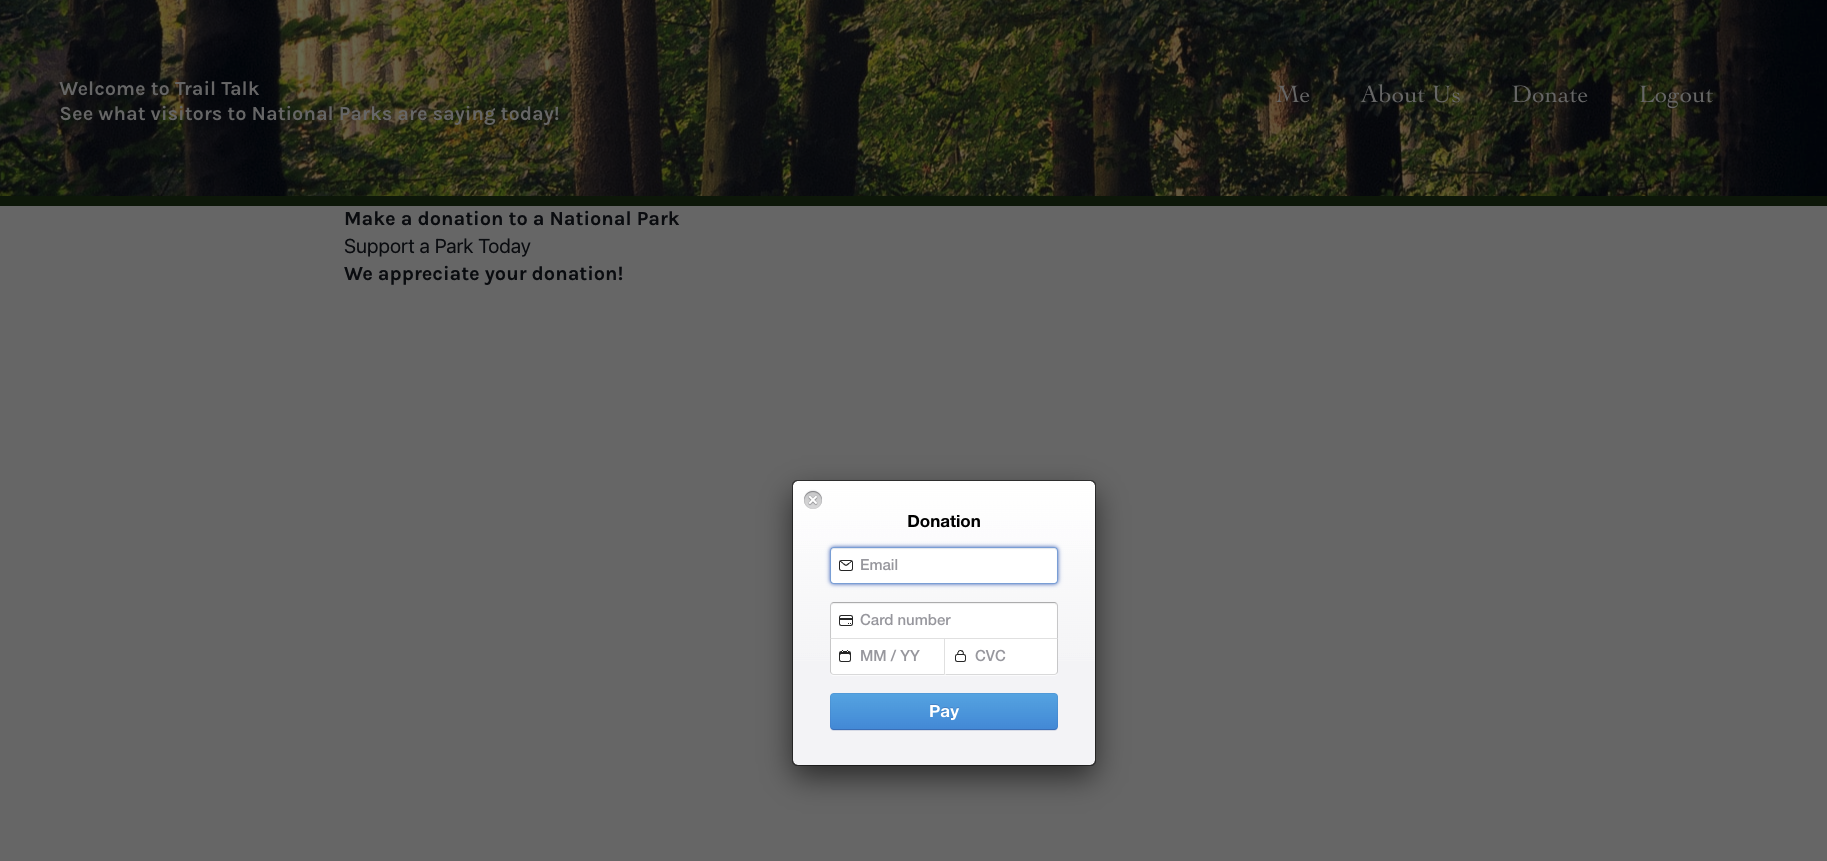 Welcome to Trail Talk
See what visitors to National Parks are saying today!
Me About Us Donate Logout
Make a donation to a National Park
Support a Park Today
We appreciate your donation!
Donation
Email
Card number
MM / YY CVC
Pay